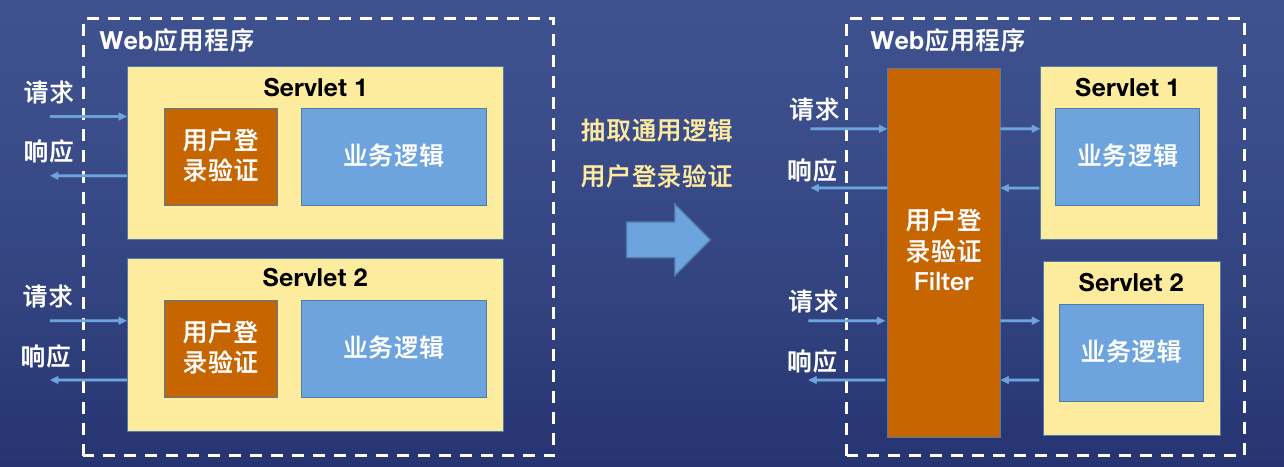 Web应用程序
Servlet 1
请求
响应
用户登
录验证
业务逻辑
Servlet 2
请求
响应
用户登
录验证
业务逻辑
抽取通用逻辑
用户登录验证
Web应用程序
请求
响应
请求
响应
用户登
录验证
Filter
Servlet 1
业务逻辑
Servlet 2
业务逻辑